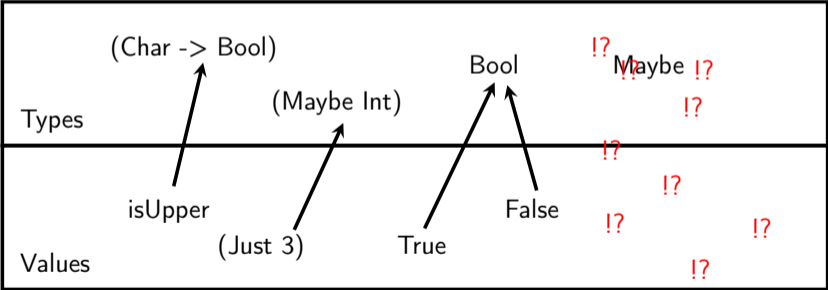 (Char -> Bool)
!?
Bool
Maybe
!?
!?
(Maybe Int)
!?
Types
!?
!?
isUpper
False
!?
!?
(Just 3)
True
Values
!?